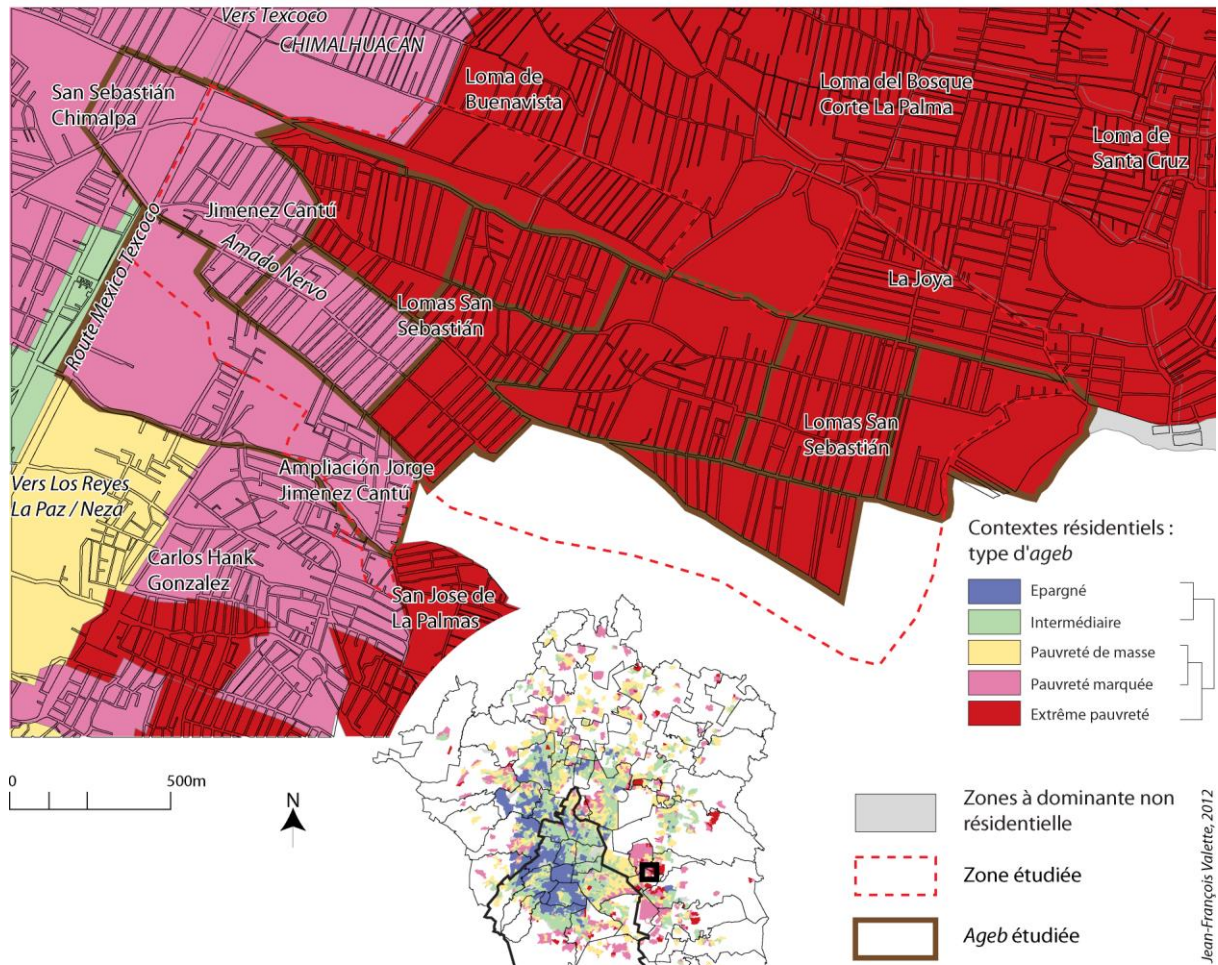 Vers Texcoco
CHIMALHUACAN
San Sebastián
Chimalpa
Loma de
Buenavista
Loma del Bosque
Corte La Palma
Loma de
Santa Cruz
Jimenez Cantú
Amado Nervo
Route Mexico Texcoco
Lomas San
Sebastián
La Joya
Lomas San
Sebastián
Ampliación Jorge
Jimenez Cantú
Vers Los Reyes
La Paz / Neza
Carlos Hank
Gonzalez
San Jose de
La Palmas
Contextes résidentiels :
type d'ageb
Epargné
Intermédiaire
Pauvreté de masse
Pauvreté marquée
Extrême pauvreté
0 500m
N
Zones à dominante non
résidentielle
Zone étudiée
Ageb étudiée
Jean-François Valette, 2012